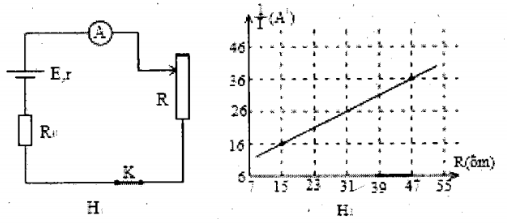 A
E,r
R
R₀
K
H₁
1/I (A⁻¹)
46
36
26
16
6
7 15 23 31 39 47 55
R(ôm)
H₂